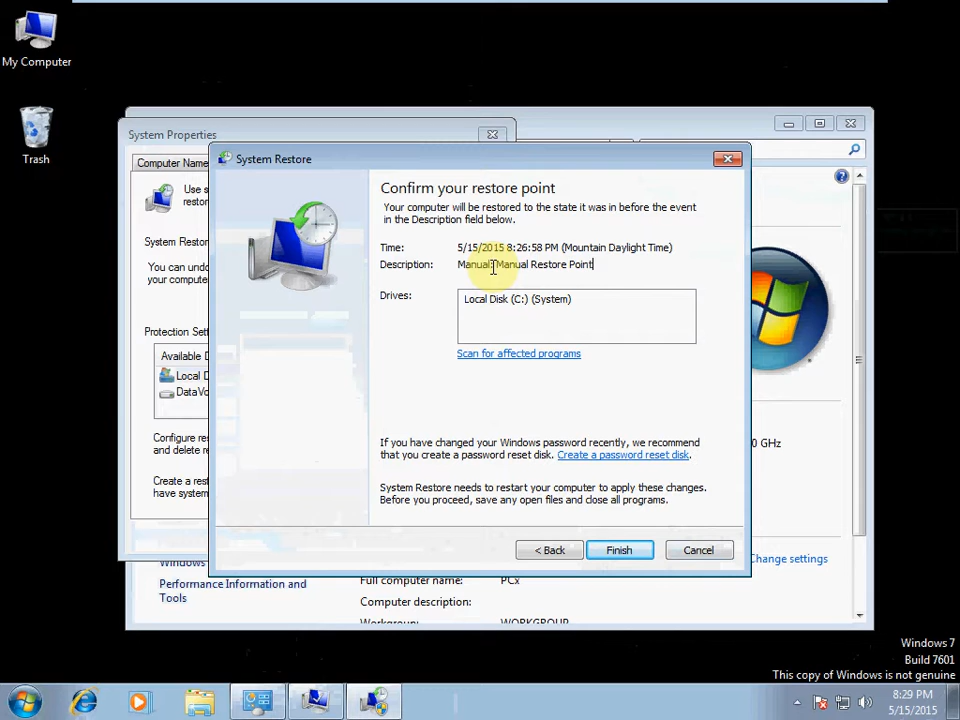 My Computer
Trash
System Properties
Computer Name
Use s
restor
System Restor
You can undo
Protection Sett
Available D
Local D
DataVo
Configure res
and delete r
Create a rest
have system
System Restore
Confirm your restore point
Your computer will be restored to the state it was in before the event
in the Description field below.
Time: 5/15/2015 8:26:58 PM (Mountain Daylight Time)
Description: Manual: Manual Restore Point
Drives: Local Disk (C:) (System)
Scan for affected programs
If you have changed your Windows password recently, we recommend
that you create a password reset disk. Create a password reset disk.
System Restore needs to restart your computer to apply these changes.
Before you proceed, save any open files and close all programs.
< Back Finish Cancel
0 GHz
Change settings
Windows
Performance Information and
Tools
Full computer name: PCx
Computer description:
Workgroup: WORKGROUP
Windows 7
Build 7601
This copy of Windows is not genuine
8:29 PM
5/15/2015